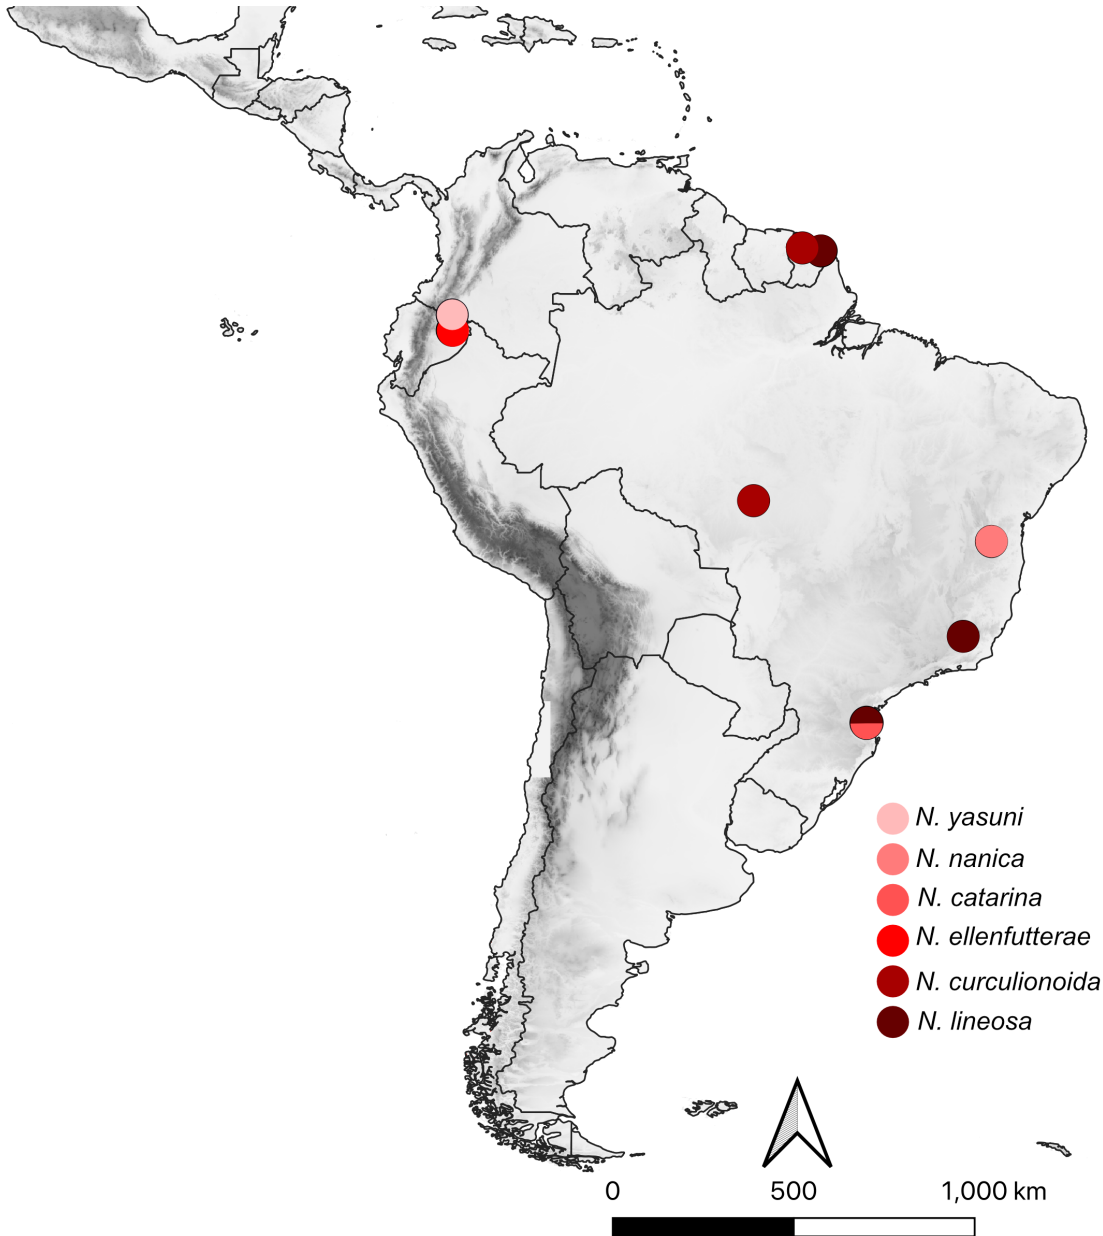 N. yasuni
N. nanica
N. catarina
N. ellenfutterae
N. curculionoida
N. lineosa
0 500 1,000 km